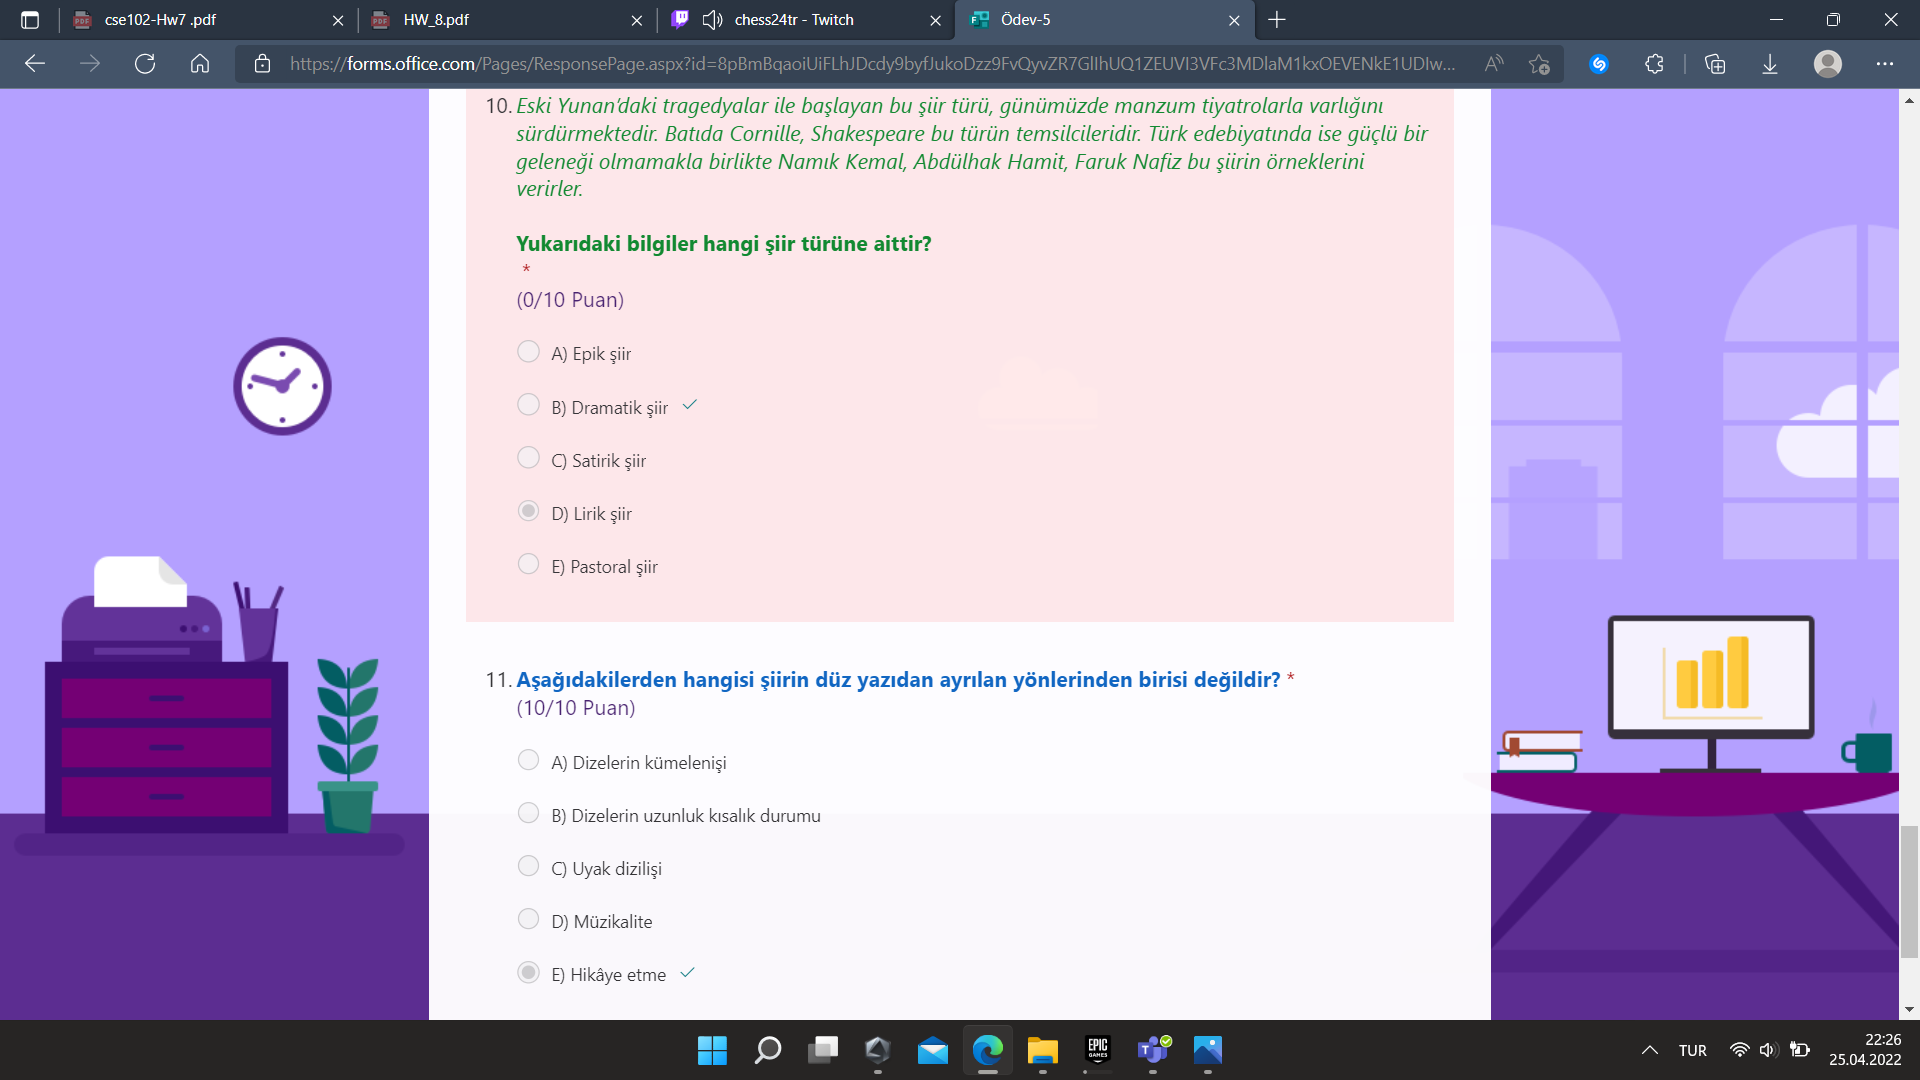 cse102-Hw7 .pdf
HW_8.pdf
chess24tr - Twitch
Ödev-5
https://forms.office.com/Pages/ResponsePage.aspx?id=8pBmBqaoiUiFLhJDcdy9byfJukoDzz9FvQyvZR7GlIhUQ1ZEUVI3VFc3MDlaM1kxOEVENkE1UDlw...
10. Eski Yunan'daki tragedyalar ile başlayan bu şiir türü, günümüzde manzum tiyatrolarla varlığını
sürdürmektedir. Batıda Cornille, Shakespeare bu türün temsilcileridir. Türk edebiyatında ise güçlü bir
geleneği olmamakla birlikte Namık Kemal, Abdülhak Hamit, Faruk Nafiz bu şiirin örneklerini
verirler.
Yukarıdaki bilgiler hangi şiir türüne aittir?
*
(0/10 Puan)
A) Epik şiir
B) Dramatik şiir
C) Satirik şiir
D) Lirik şiir
E) Pastoral şiir
11. Aşağıdakilerden hangisi şiirin düz yazıdan ayrılan yönlerinden birisi değildir? *
(10/10 Puan)
A) Dizelerin kümelenişi
B) Dizelerin uzunluk kısalık durumu
C) Uyak dizilişi
D) Müzikalite
E) Hikâye etme
EPIC
GAMES
TUR
22:26
25.04.2022